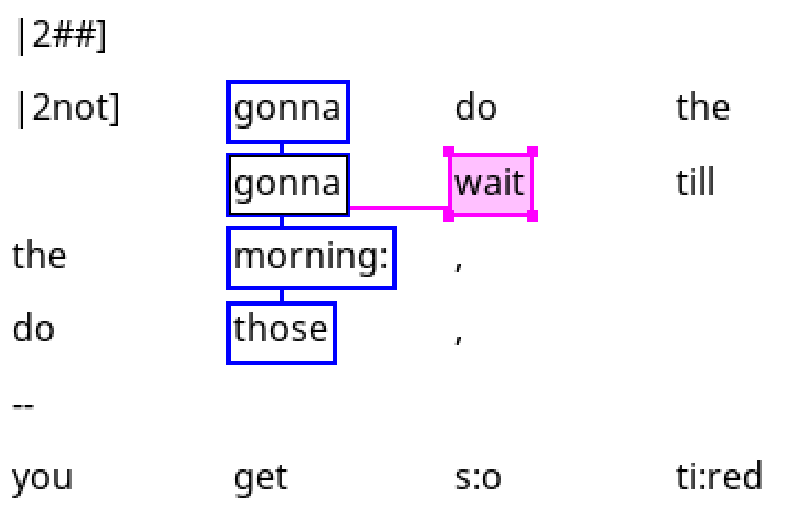 |2##]
|2not] gonna do the
gonna wait till
the morning: ,
do those ,
--
you get s:o ti:red